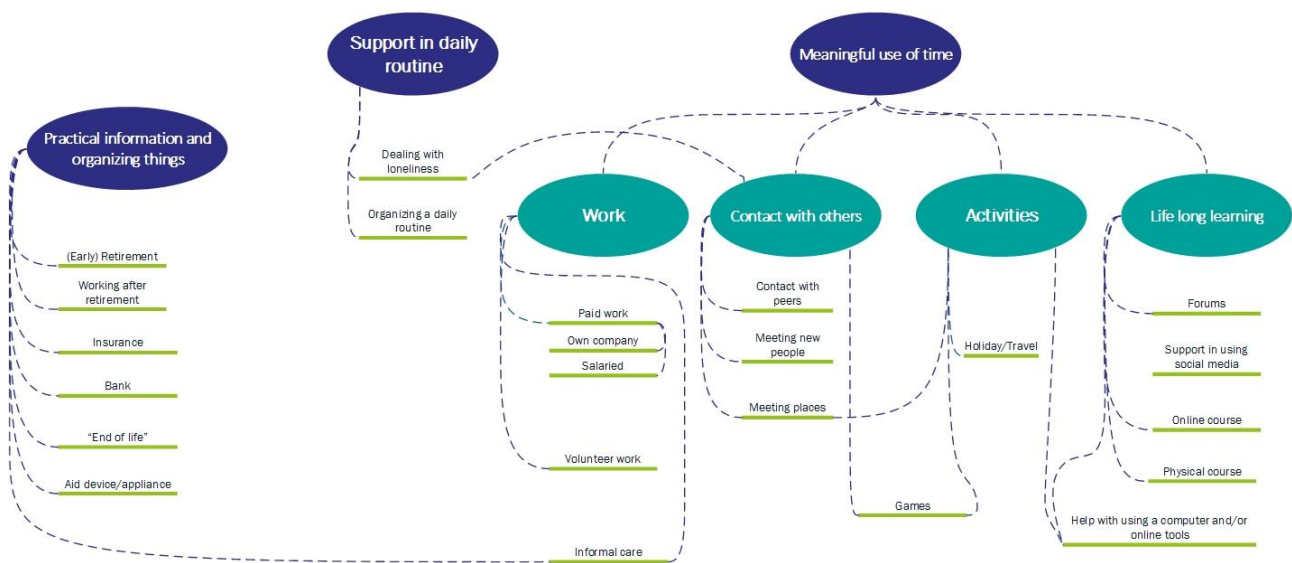 Support in daily
routine
Meaningful use of time
Practical information and
organizing things
Dealing with
loneliness
Organizing a daily
routine
Work
Contact with others
Activities
Life long learning
(Early) Retirement
Working after
retirement
Insurance
Bank
“End of life”
Aid device/appliance
Paid work
Own company
Salaried
Volunteer work
Informal care
Contact with
peers
Meeting new
people
Meeting places
Holiday/Travel
Games
Forums
Support in using
social media
Online course
Physical course
Help with using a computer and/or
online tools